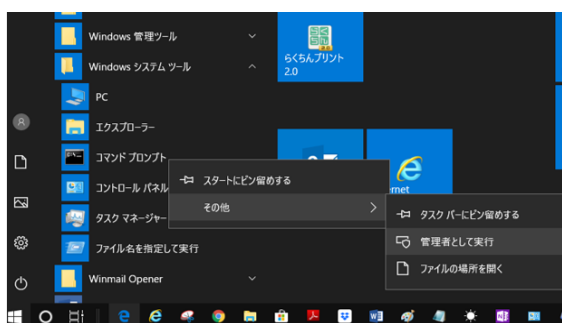 Windows 管理ツール
Windows システム ツール
PC
エクスプローラー
コマンド プロンプト
コントロール パネル
タスク マネージャー
ファイル名を指定して実行
Winmail Opener
らくちんプリント
2.0
スタートにピン留めする
その他
タスク バーにピン留めする
管理者として実行
ファイルの場所を開く